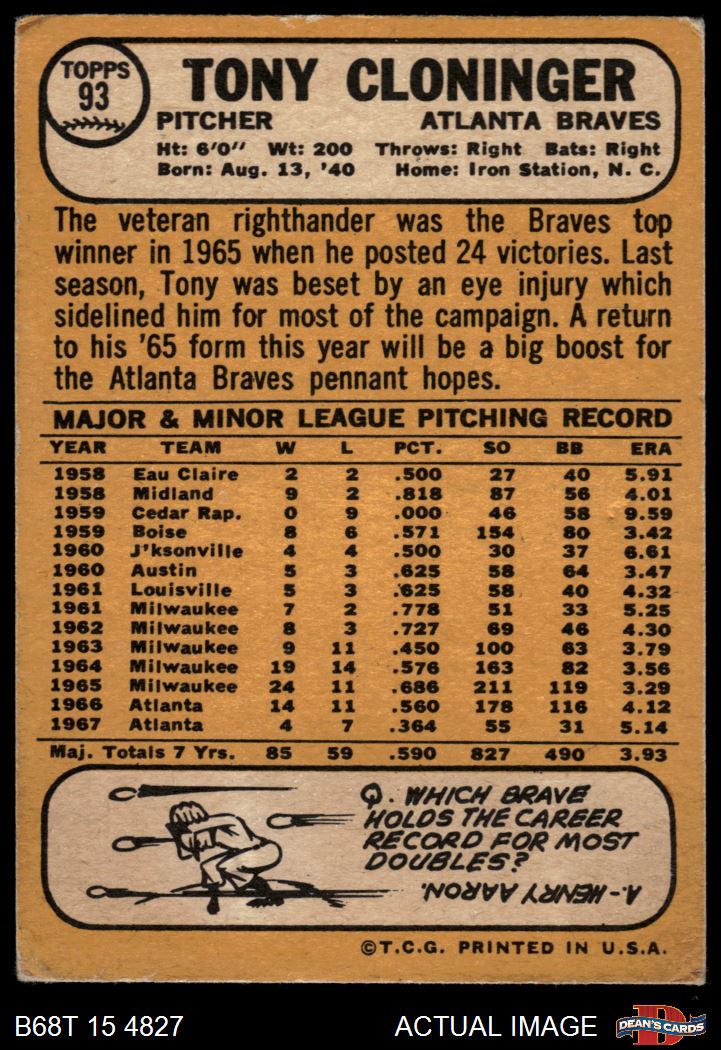 TOPPS
93
TONY CLONINGER
PITCHER ATLANTA BRAVES
Ht: 6'0" Wt: 200 Throws: Right Bats: Right
Born: Aug. 13, '40 Home: Iron Station, N. C.
The veteran righthander was the Braves top
winner in 1965 when he posted 24 victories. Last
season, Tony was beset by an eye injury which
sidelined him for most of the campaign. A return
to his '65 form this year will be a big boost for
the Atlanta Braves pennant hopes.
MAJOR & MINOR LEAGUE PITCHING RECORD
YEAR TEAM W L PCT. SO BB ERA
1958 Eau Claire 2 2 .500 27 40 5.91
1958 Midland 9 2 .818 87 56 4.01
1959 Cedar Rap. 0 9 .000 46 58 9.59
1959 Boise 8 6 .571 154 80 3.42
1960 J'ksonville 4 4 .500 30 37 6.61
1960 Austin 5 3 .625 58 64 3.47
1961 Louisville 5 3 .625 58 40 4.32
1961 Milwaukee 7 2 .778 51 33 5.25
1962 Milwaukee 8 3 .727 69 46 4.30
1963 Milwaukee 9 11 .450 100 63 3.79
1964 Milwaukee 19 14 .576 163 82 3.56
1965 Milwaukee 24 11 .686 211 119 3.29
1966 Atlanta 14 11 .560 178 116 4.12
1967 Atlanta 4 7 .364 55 31 5.14
Maj. Totals 7 Yrs. 85 59 .590 827 490 3.93
Q. WHICH BRAVE
HOLDS THE CAREER
RECORD FOR MOST
DOUBLES?
A-HENRY AARON.
©T.C.G. PRINTED IN U.S.A.
B68T 15 4827 ACTUAL IMAGE
D
DEAN'S CARDS